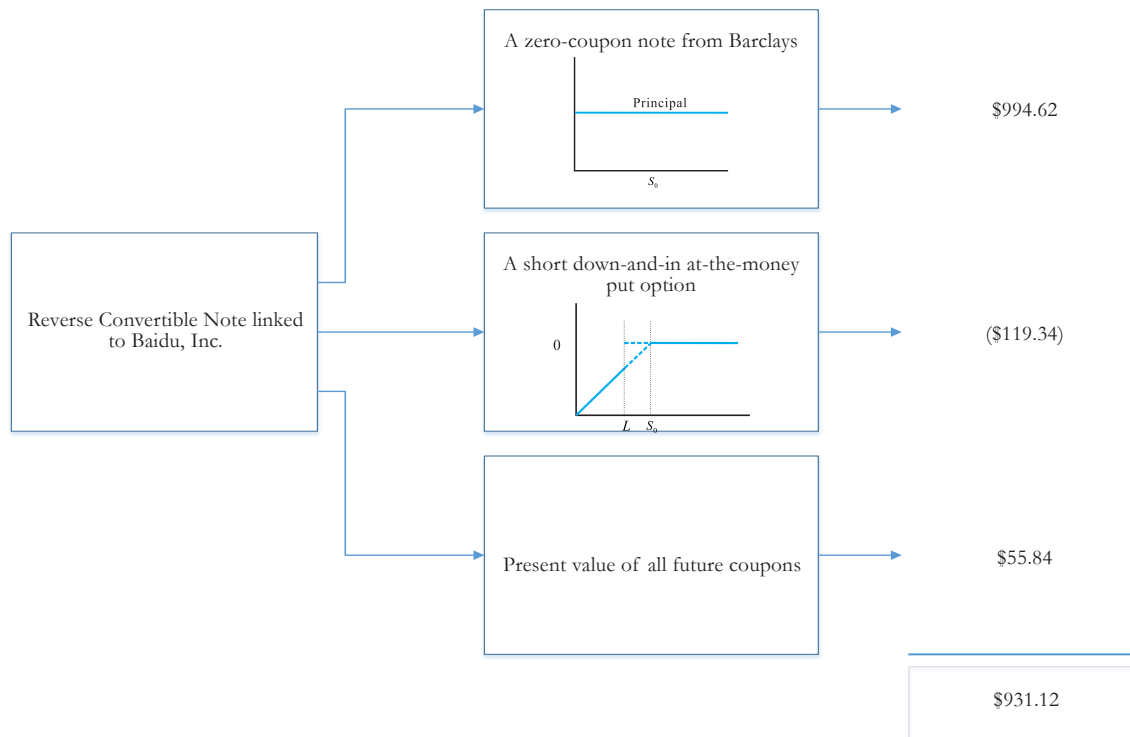 A zero-coupon note from Barclays
Principal
S₀
$994.62
Reverse Convertible Note linked
to Baidu, Inc.
A short down-and-in at-the-money
put option
0
L S₀
($119.34)
Present value of all future coupons
$55.84
$931.12